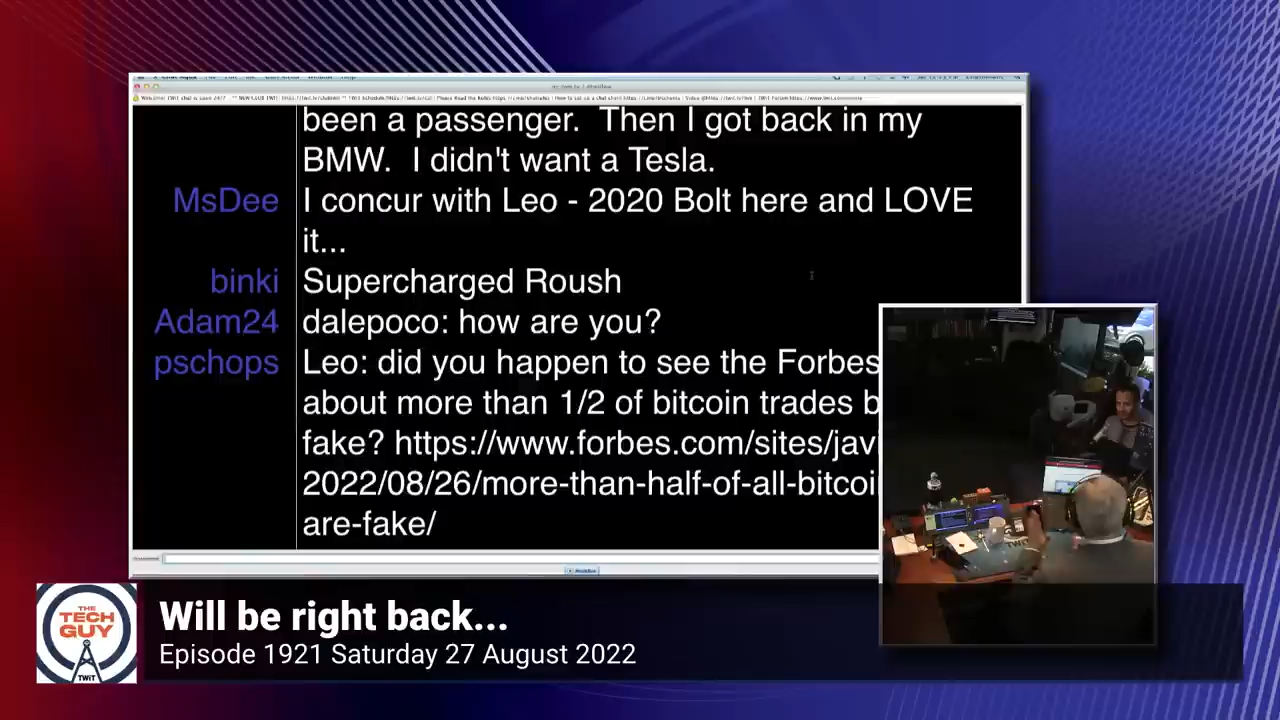 been a passenger.  Then I got back in my
BMW.  I didn't want a Tesla.
MsDee I concur with Leo - 2020 Bolt here and LOVE
it...
binki Supercharged Roush
Adam24 dalepoco: how are you?
pschops Leo: did you happen to see the Forbes
about more than 1/2 of bitcoin trades b
fake? https://www.forbes.com/sites/javi
2022/08/26/more-than-half-of-all-bitcoi
are-fake/
THE
TECH
GUY
TWiT
Will be right back...
Episode 1921 Saturday 27 August 2022